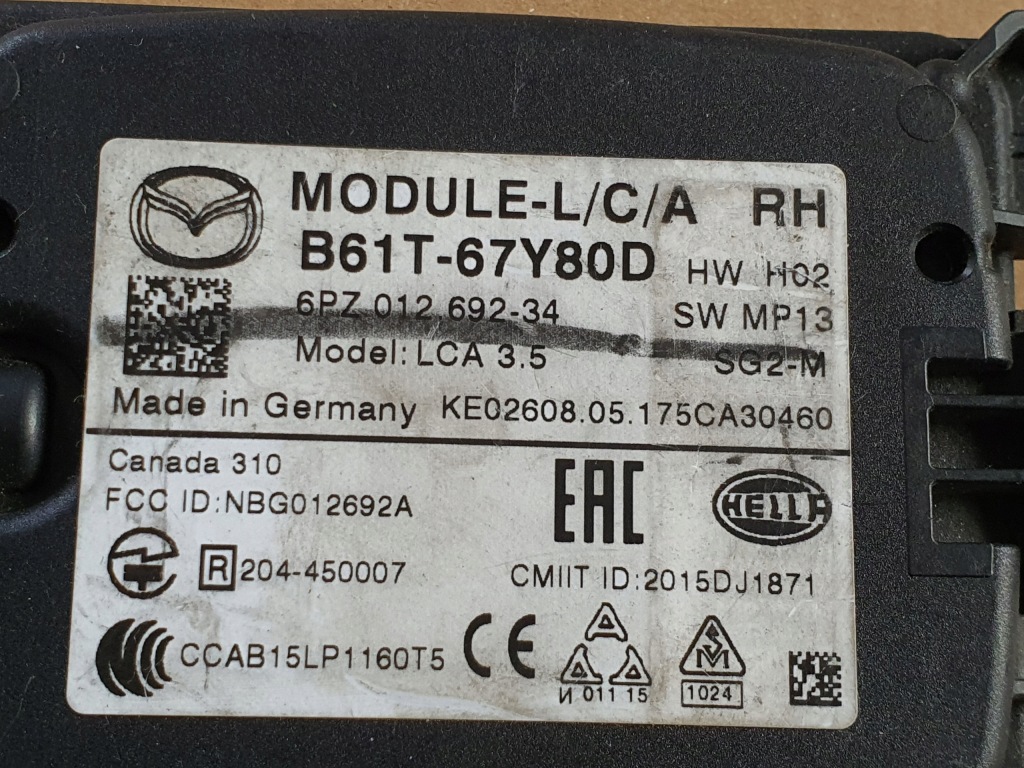 MODULE-L/C/A RH
B61T-67Y80D HW H02
6PZ 012 692-34 SW MP13
Model: LCA 3.5 SG2-M
Made in Germany KE02608.05.175CA30460
Canada 310
FCC ID:NBG012692A
EAC HELLA
R 204-450007 CMIIT ID:2015DJ1871
CCAB15LP1160T5 CE
И 011 15 SM 1024